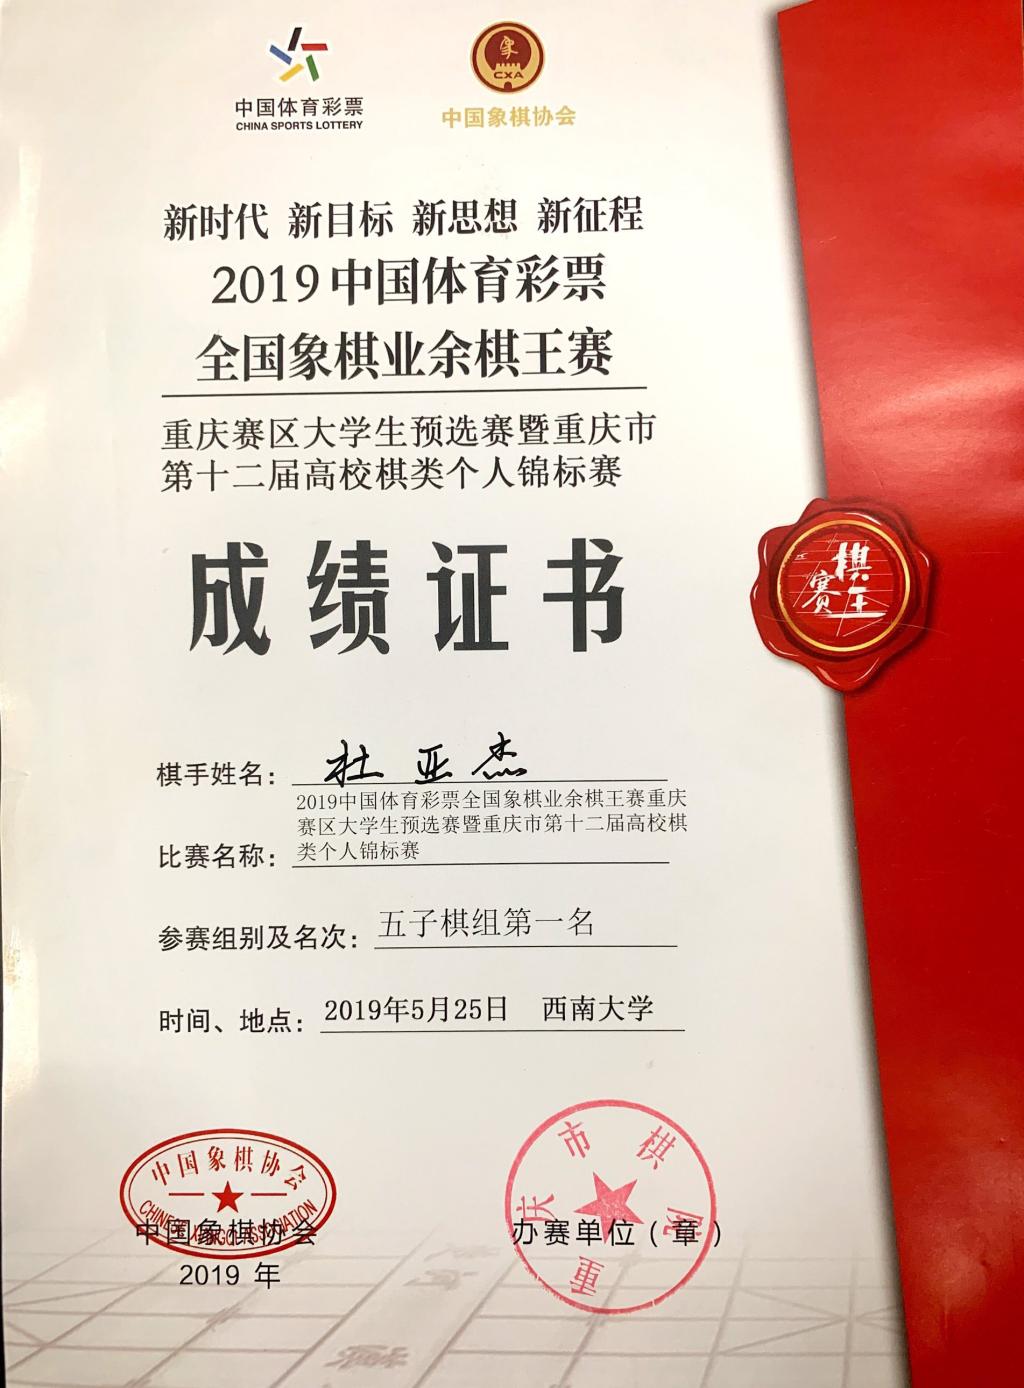 中国体育彩票
CHINA SPORTS LOTTERY
象
CXA
中国象棋协会
新时代 新目标 新思想 新征程
2019中国体育彩票
全国象棋业余棋王赛
重庆赛区大学生预选赛暨重庆市
第十二届高校棋类个人锦标赛
棋王
赛
成绩证书
棋手姓名：杜亚杰
2019中国体育彩票全国象棋业余棋王赛重庆
赛区大学生预选赛暨重庆市第十二届高校棋
比赛名称：类个人锦标赛
参赛组别及名次：五子棋组第一名
时间、地点：2019年5月25日 西南大学
中国象棋协会
CHINESE XIANGQI ASSOCIATION
中国象棋协会
2019 年
重庆市棋院
办赛单位（章）